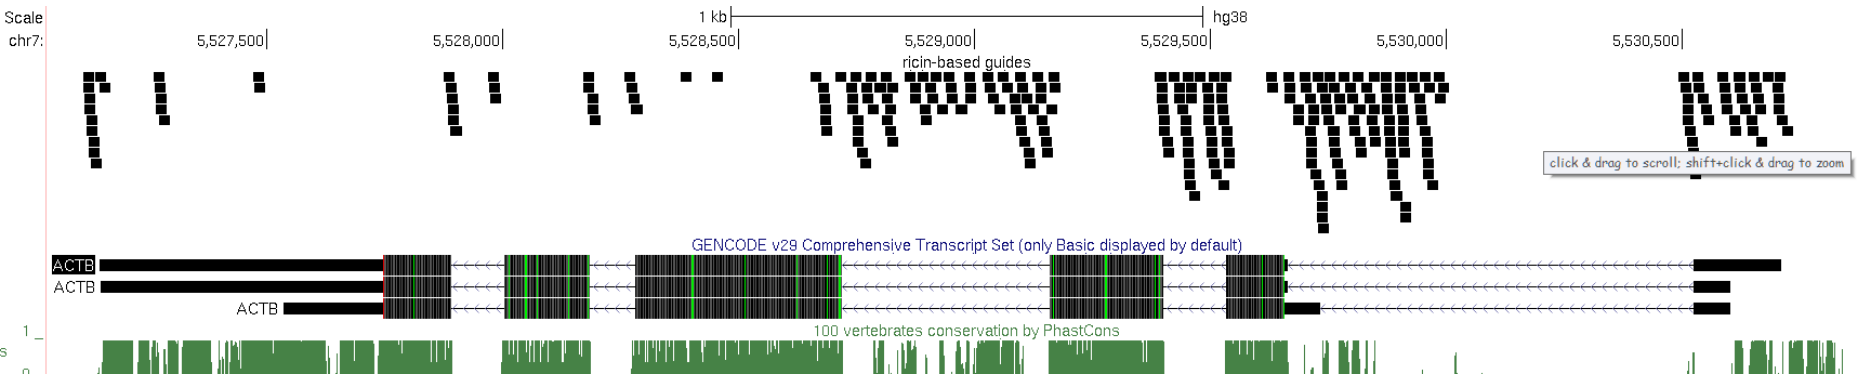 Scale 1 kb hg38
chr7: 5,527,500 5,528,000 5,528,500 5,529,000 5,529,500 5,530,000 5,530,500
ricin-based guides
click & drag to scroll; shift+click & drag to zoom
GENCODE v29 Comprehensive Transcript Set (only Basic displayed by default)
ACTB
ACTB
ACTB
100 vertebrates conservation by PhastCons
1 _
s